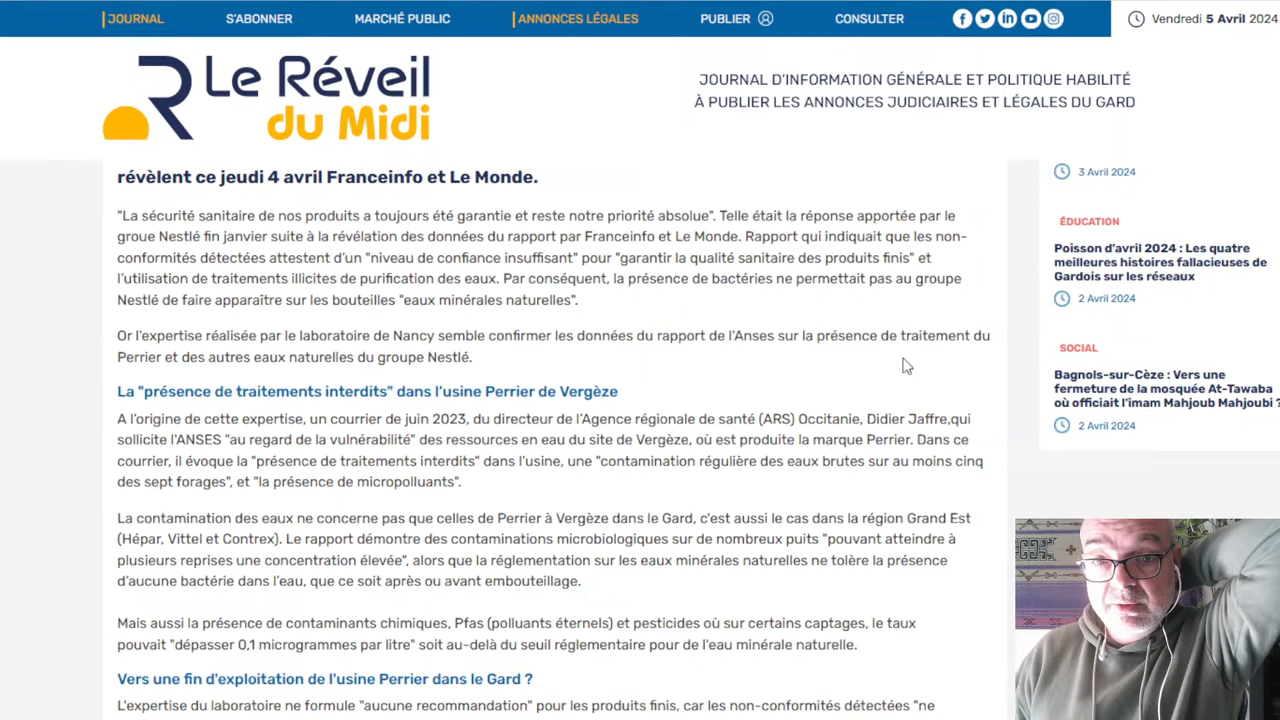 JOURNAL
S'ABONNER
MARCHÉ PUBLIC
ANNONCES LÉGALES
PUBLIER
CONSULTER
Vendredi 5 Avril 2024
Le Réveil
du Midi
JOURNAL D'INFORMATION GÉNÉRALE ET POLITIQUE HABILITÉ
À PUBLIER LES ANNONCES JUDICIAIRES ET LÉGALES DU GARD
révèlent ce jeudi 4 avril Franceinfo et Le Monde.
"La sécurité sanitaire de nos produits a toujours été garantie et reste notre priorité absolue". Telle était la réponse apportée par le
groue Nestlé fin janvier suite à la révélation des données du rapport par Franceinfo et Le Monde. Rapport qui indiquait que les non-
conformités détectées attestent d'un "niveau de confiance insuffisant" pour "garantir la qualité sanitaire des produits finis" et
l'utilisation de traitements illicites de purification des eaux. Par conséquent, la présence de bactéries ne permettait pas au groupe
Nestlé de faire apparaître sur les bouteilles "eaux minérales naturelles".
Or l'expertise réalisée par le laboratoire de Nancy semble confirmer les données du rapport de l'Anses sur la présence de traitement du
Perrier et des autres eaux naturelles du groupe Nestlé.
La "présence de traitements interdits" dans l'usine Perrier de Vergèze
A l'origine de cette expertise, un courrier de juin 2023, du directeur de l'Agence régionale de santé (ARS) Occitanie, Didier Jaffre,qui
sollicite l'ANSES "au regard de la vulnérabilité" des ressources en eau du site de Vergèze, où est produite la marque Perrier. Dans ce
courrier, il évoque la "présence de traitements interdits" dans l'usine, une "contamination régulière des eaux brutes sur au moins cinq
des sept forages", et "la présence de micropolluants".
La contamination des eaux ne concerne pas que celles de Perrier à Vergèze dans le Gard, c'est aussi le cas dans la région Grand Est
(Hépar, Vittel et Contrex). Le rapport démontre des contaminations microbiologiques sur de nombreux puits "pouvant atteindre à
plusieurs reprises une concentration élevée", alors que la réglementation sur les eaux minérales naturelles ne tolère la présence
d'aucune bactérie dans l'eau, que ce soit après ou avant embouteillage.
Mais aussi la présence de contaminants chimiques, Pfas (polluants éternels) et pesticides où sur certains captages, le taux
pouvait "dépasser 0,1 microgrammes par litre" soit au-delà du seuil réglementaire pour de l'eau minérale naturelle.
Vers une fin d'exploitation de l'usine Perrier dans le Gard ?
L'expertise du laboratoire ne formule "aucune recommandation" pour les produits finis, car les non-conformités détectées "ne
3 Avril 2024
ÉDUCATION
Poisson d'avril 2024 : Les quatre
meilleures histoires fallacieuses de
Gardois sur les réseaux
2 Avril 2024
SOCIAL
Bagnols-sur-Cèze : Vers une
fermeture de la mosquée At-Tawaba
où officiait l'imam Mahjoub Mahjoubi ?
2 Avril 2024